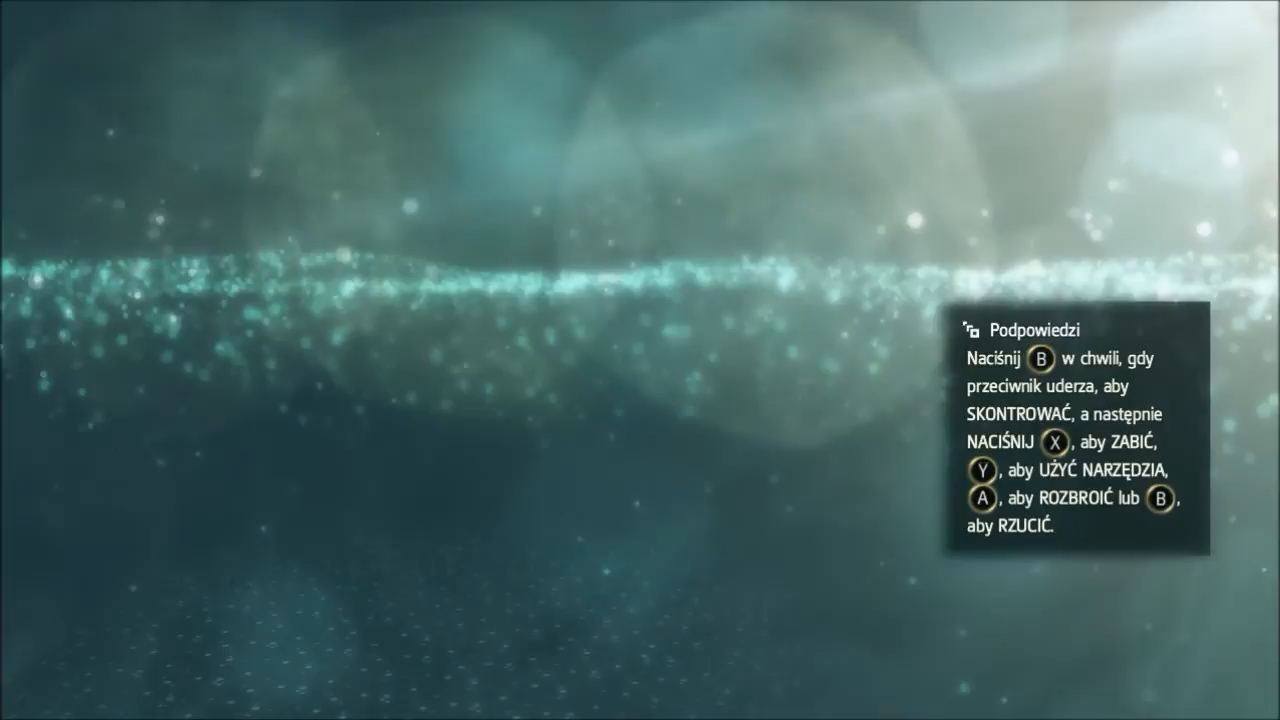 Podpowiedzi
Naciśnij B w chwili, gdy
przeciwnik uderza, aby
SKONTROWAĆ, a następnie
NACIŚNIJ X, aby ZABIĆ,
Y, aby UŻYĆ NARZĘDZIA,
A, aby ROZBROIĆ lub B,
aby RZUCIĆ.